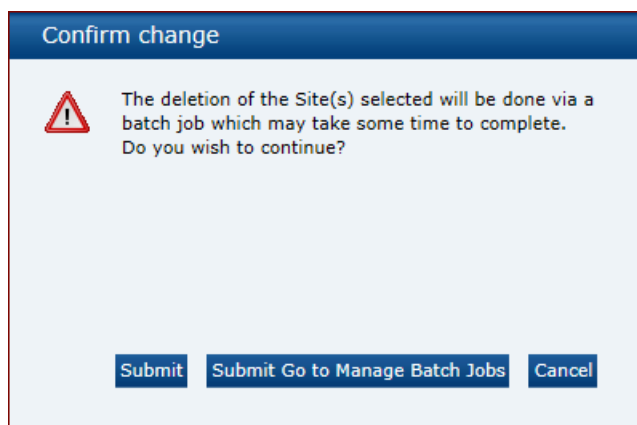 Confirm change
The deletion of the Site(s) selected will be done via a
batch job which may take some time to complete.
Do you wish to continue?
Submit Submit Go to Manage Batch Jobs Cancel